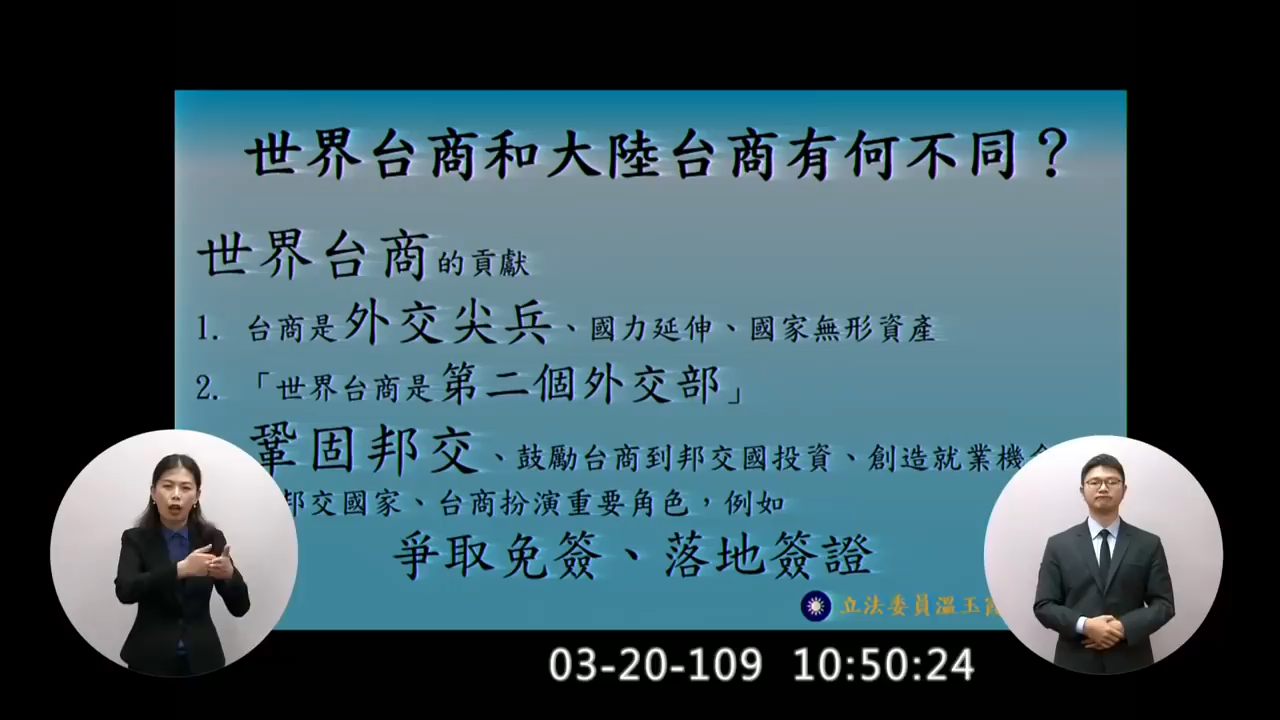 世界台商和大陸台商有何不同？
世界台商的貢獻
1. 台商是外交尖兵、國力延伸、國家無形資產
2. 「世界台商是第二個外交部」
鞏固邦交、鼓勵台商到邦交國投資、創造就業機會
邦交國家、台商扮演重要角色，例如
爭取免簽、落地簽證
立法委員溫玉
03-20-109 10:50:24